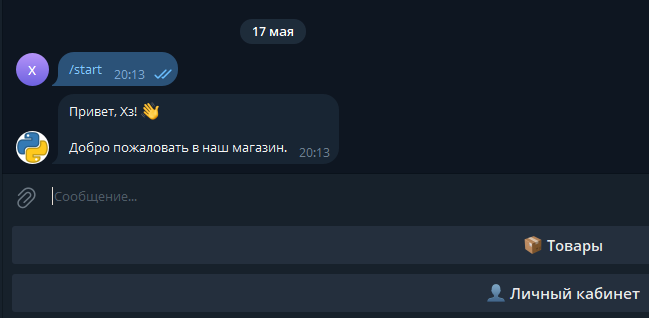 17 мая
X
/start
20:13
Привет, Хз! 👋
Добро пожаловать в наш магазин.
20:13
Сообщение...
📦 Товары
👤 Личный кабинет